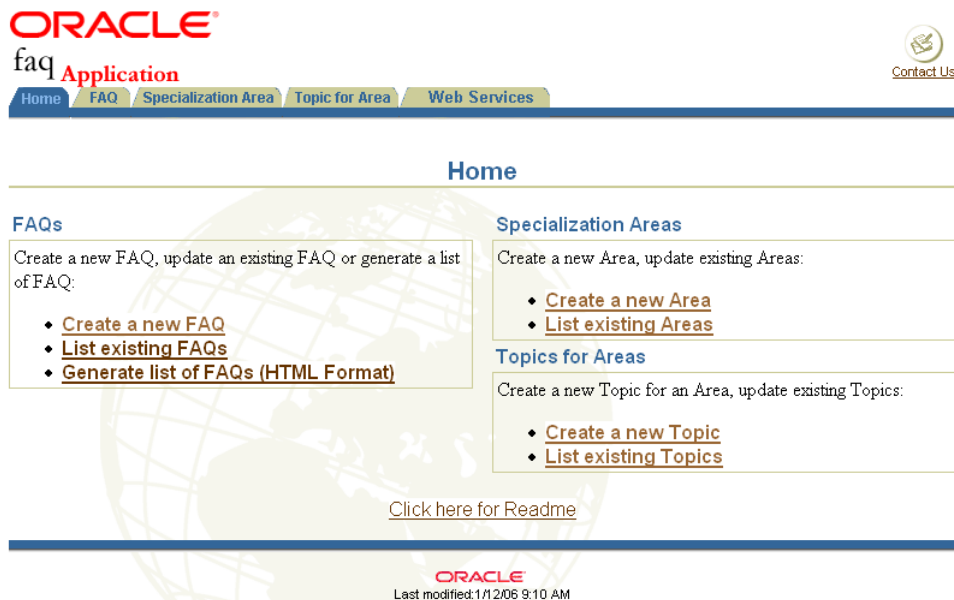 ORACLE
faq Application
Contact Us
Home FAQ Specialization Area Topic for Area Web Services
Home
FAQs
Create a new FAQ, update an existing FAQ or generate a list
of FAQ:
Create a new FAQ
List existing FAQs
Generate list of FAQs (HTML Format)
Specialization Areas
Create a new Area, update existing Areas:
Create a new Area
List existing Areas
Topics for Areas
Create a new Topic for an Area, update existing Topics:
Create a new Topic
List existing Topics
Click here for Readme
ORACLE
Last modified:1/12/06 9:10 AM